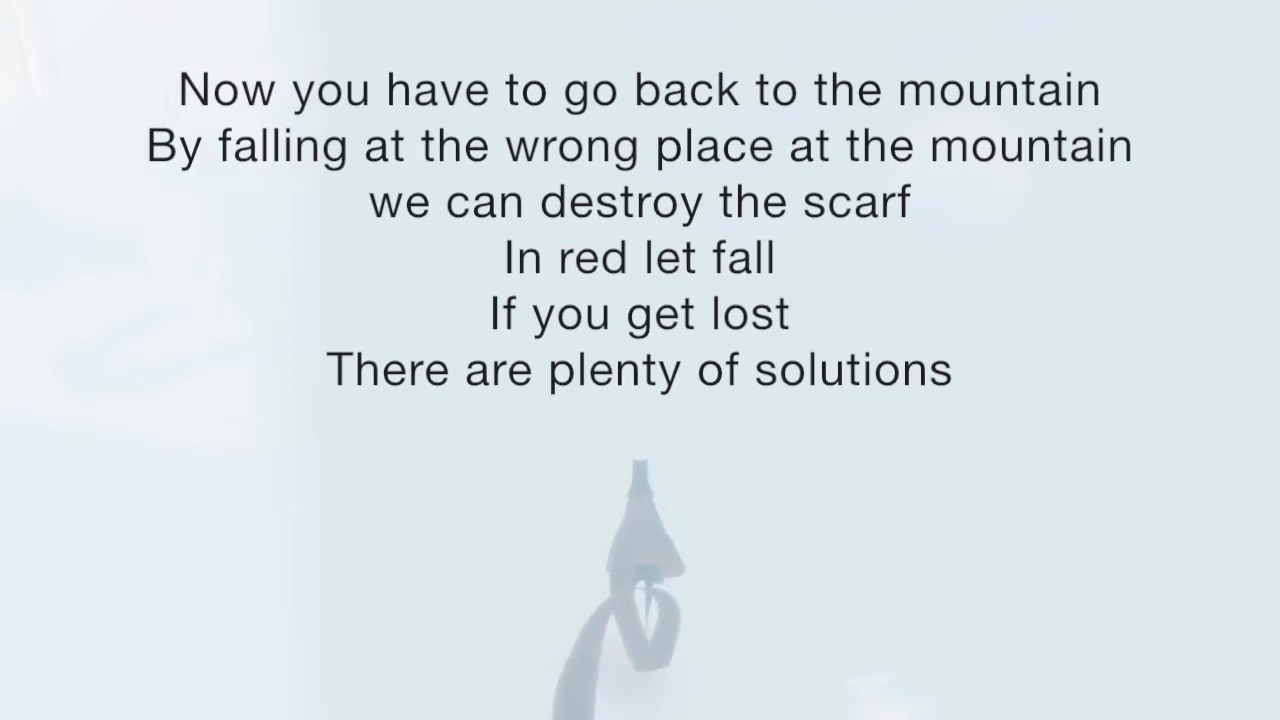 Now you have to go back to the mountain
By falling at the wrong place at the mountain
we can destroy the scarf
In red let fall
If you get lost
There are plenty of solutions